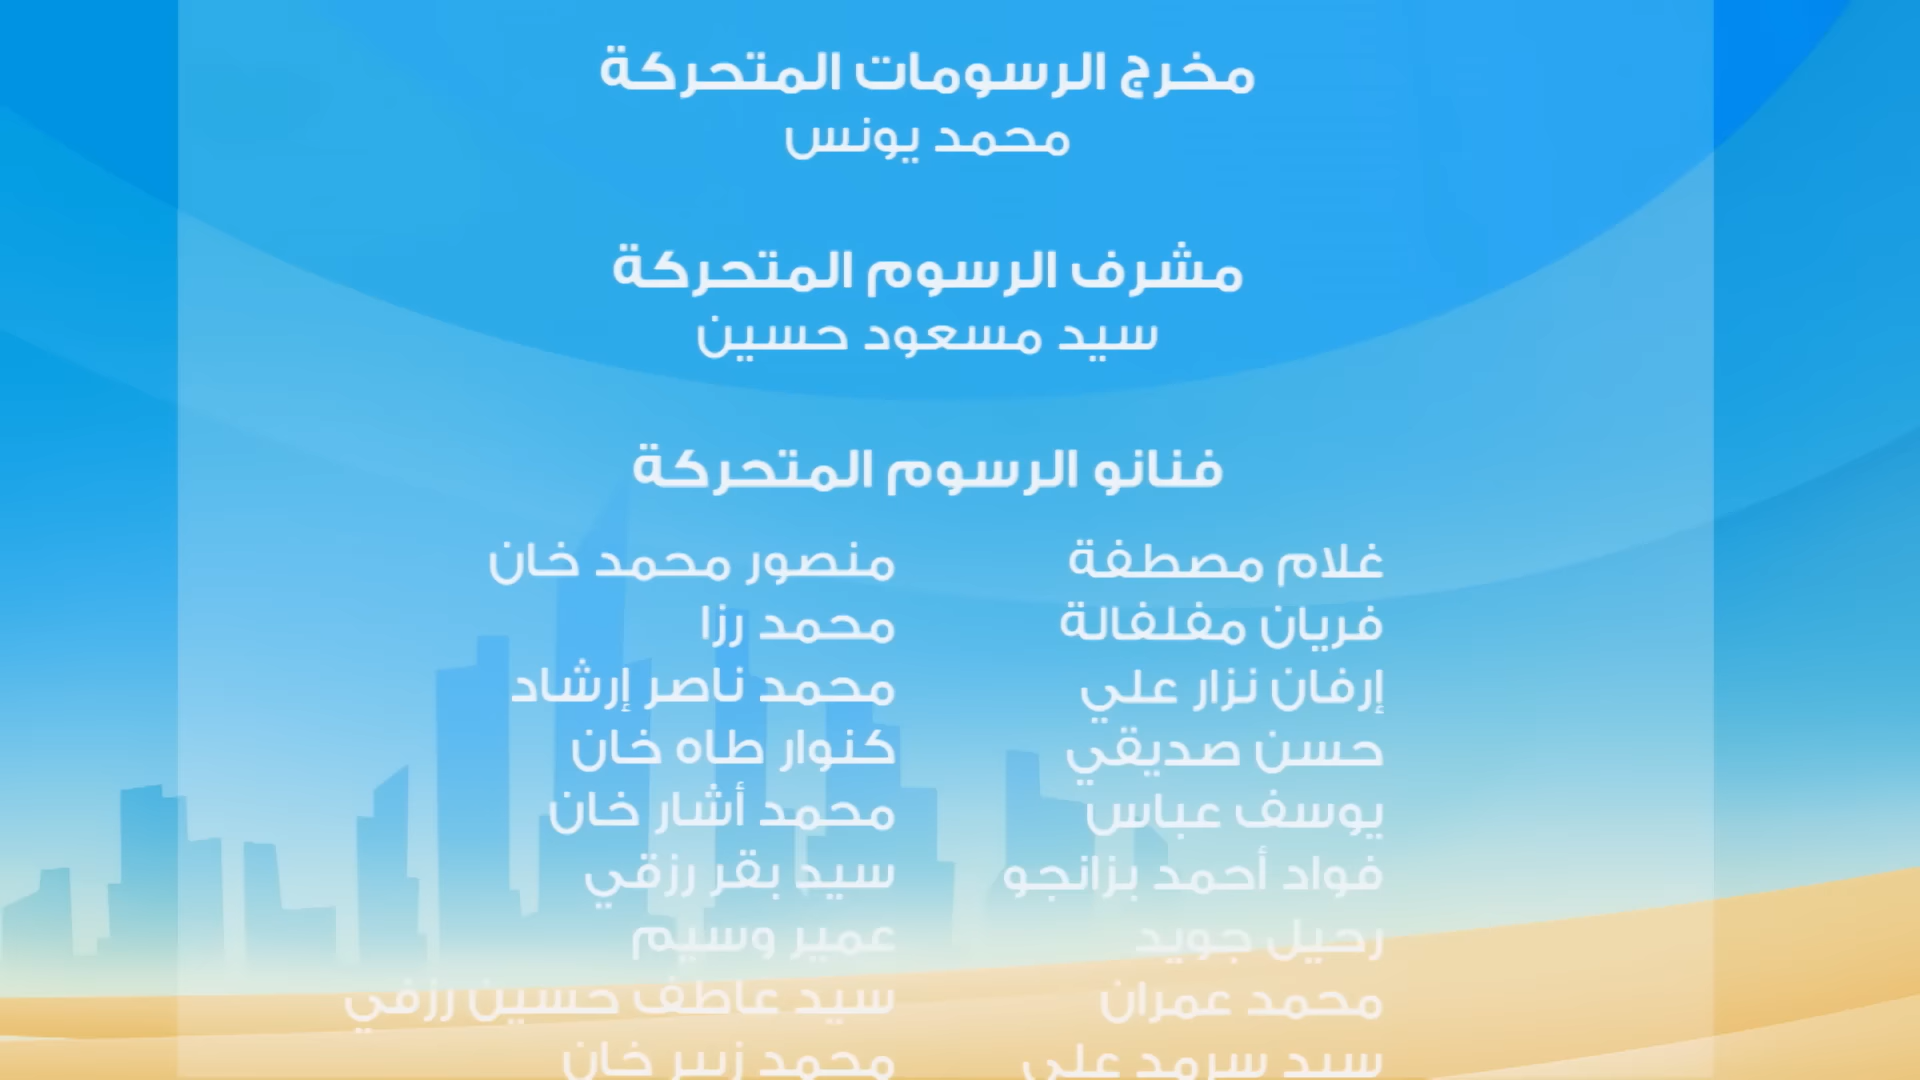 مخرج الرسومات المتحركة
محمد يونس
مشرف الرسوم المتحركة
سيد مسعود حسين
فنانو الرسوم المتحركة
غلام مصطفة
منصور محمد خان
فريان مفلفالة
محمد رزا
إرفان نزار علي
محمد ناصر إرشاد
حسن صديقي
كنوار طاه خان
يوسف عباس
محمد أشار خان
فواد أحمد بزانجو
سيد بقر رزقي
رحيل جويد
عمير وسيم
محمد عمران
سيد عاطف حسين رزفي
سيد سرمد علي
محمد زبير خان